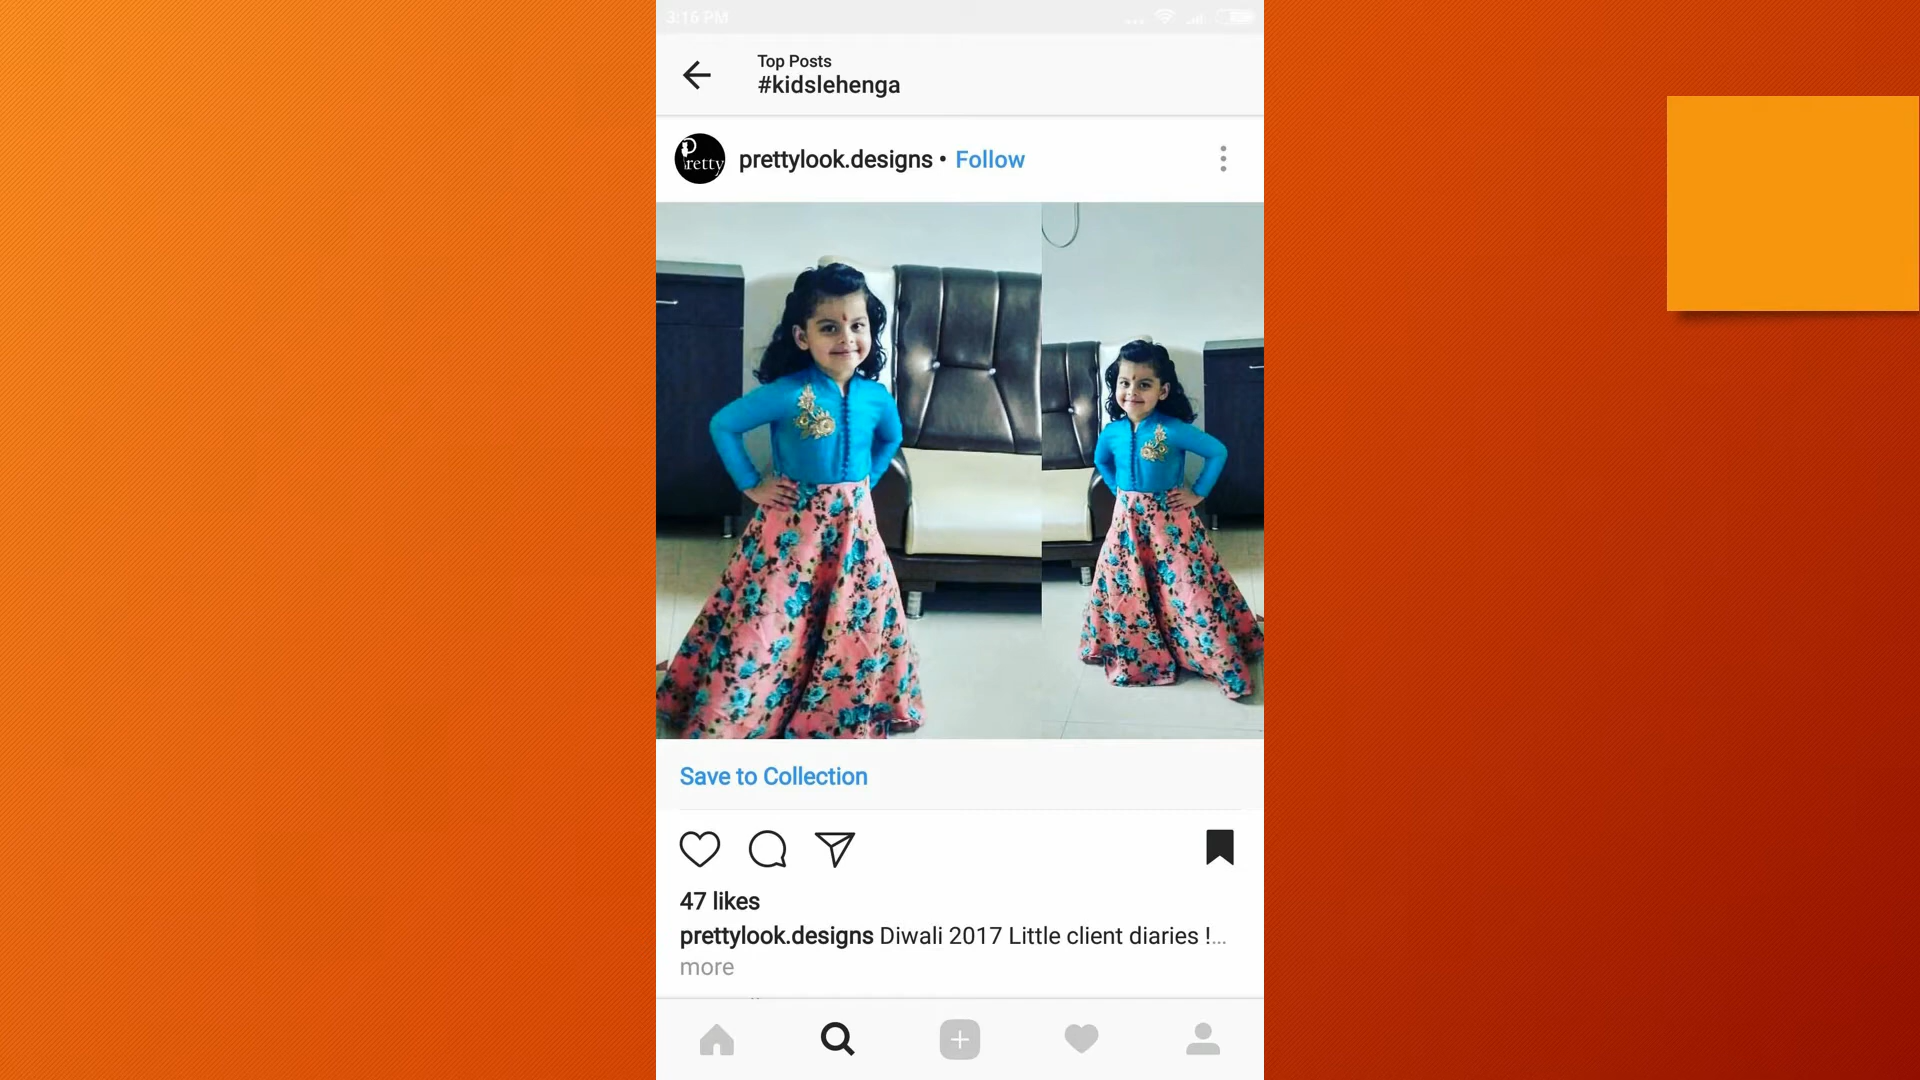 3:16 PM
Top Posts
#kidslehenga
Pretty
prettylook.designs • Follow
Save to Collection
47 likes
prettylook.designs Diwali 2017 Little client diaries !...
more